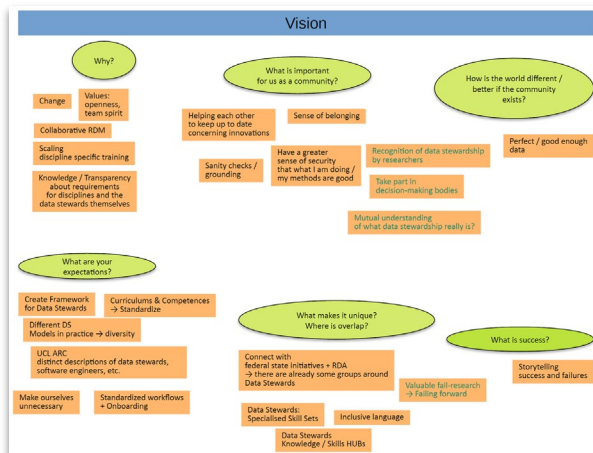 Vision
Why?
Change
Values:
openness,
team spirit
Collaborative RDM
Scaling
discipline specific training
Knowledge / Transparency
about requirements
for disciplines and the
data stewards themselves
What is important
for us as a community?
Helping each other
to keep up to date
concerning innovations
Sense of belonging
Sanity checks /
grounding
Have a greater
sense of security
that what I am doing /
my methods are good
Recognition of data stewardship
by researchers
Take part in
decision-making bodies
Mutual understanding
of what data stewardship really is?
How is the world different /
better if the community
exists?
Perfect / good enough
data
What are your
expectations?
Create Framework
for Data Stewards
Curriculums & Competences
→ Standardize
Different DS
Models in practice → diversity
UCL ARC
distinct descriptions of data stewards,
software engineers, etc.
Make ourselves
unnecessary
Standardized workflows
+ Onboarding
What makes it unique?
Where is overlap?
Connect with
federal state initiatives + RDA
→ there are already some groups around
Data Stewards
Valuable fail-research
→ Failing forward
Data Stewards:
Specialised Skill Sets
Inclusive language
Data Stewards
Knowledge / Skills HUBs
What is success?
Storytelling
success and failures